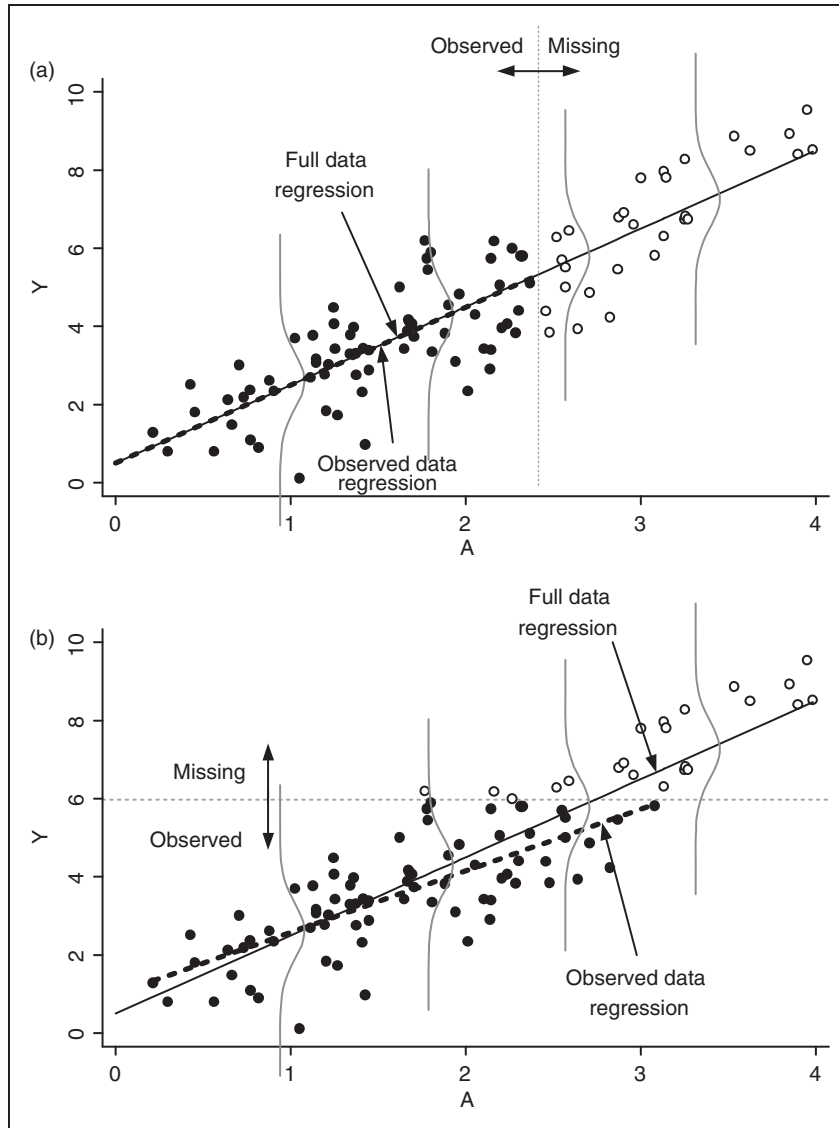 (a)
Observed Missing
Full data
regression
Observed data
regression
Y
0 2 4 6 8 10
0 1 2 3 4
A
(b)
Full data
regression
Missing
Observed
Observed data
regression
Y
0 2 4 6 8 10
0 1 2 3 4
A